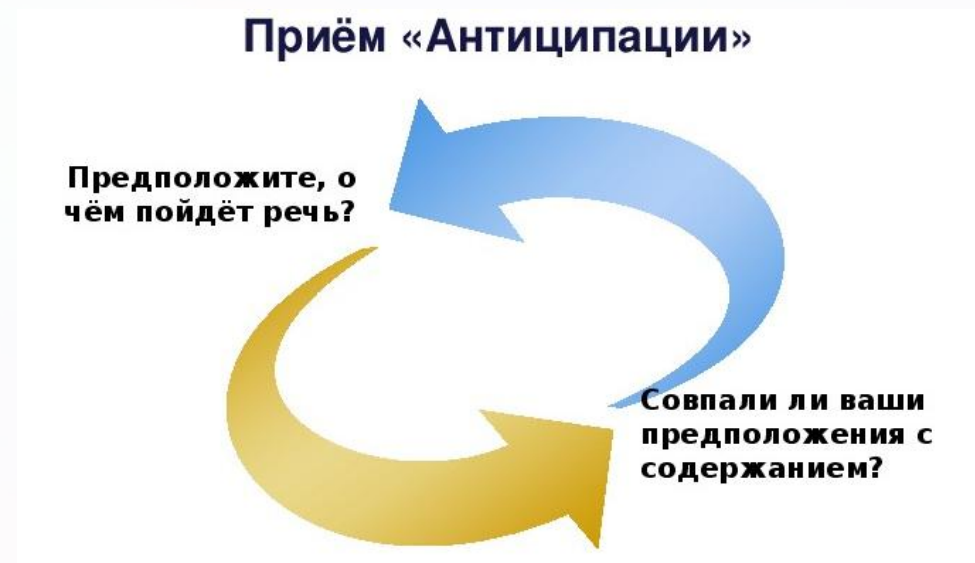 Приём «Антиципации»
Предположите, о
чём пойдёт речь?
Совпали ли ваши
предположения с
содержанием?